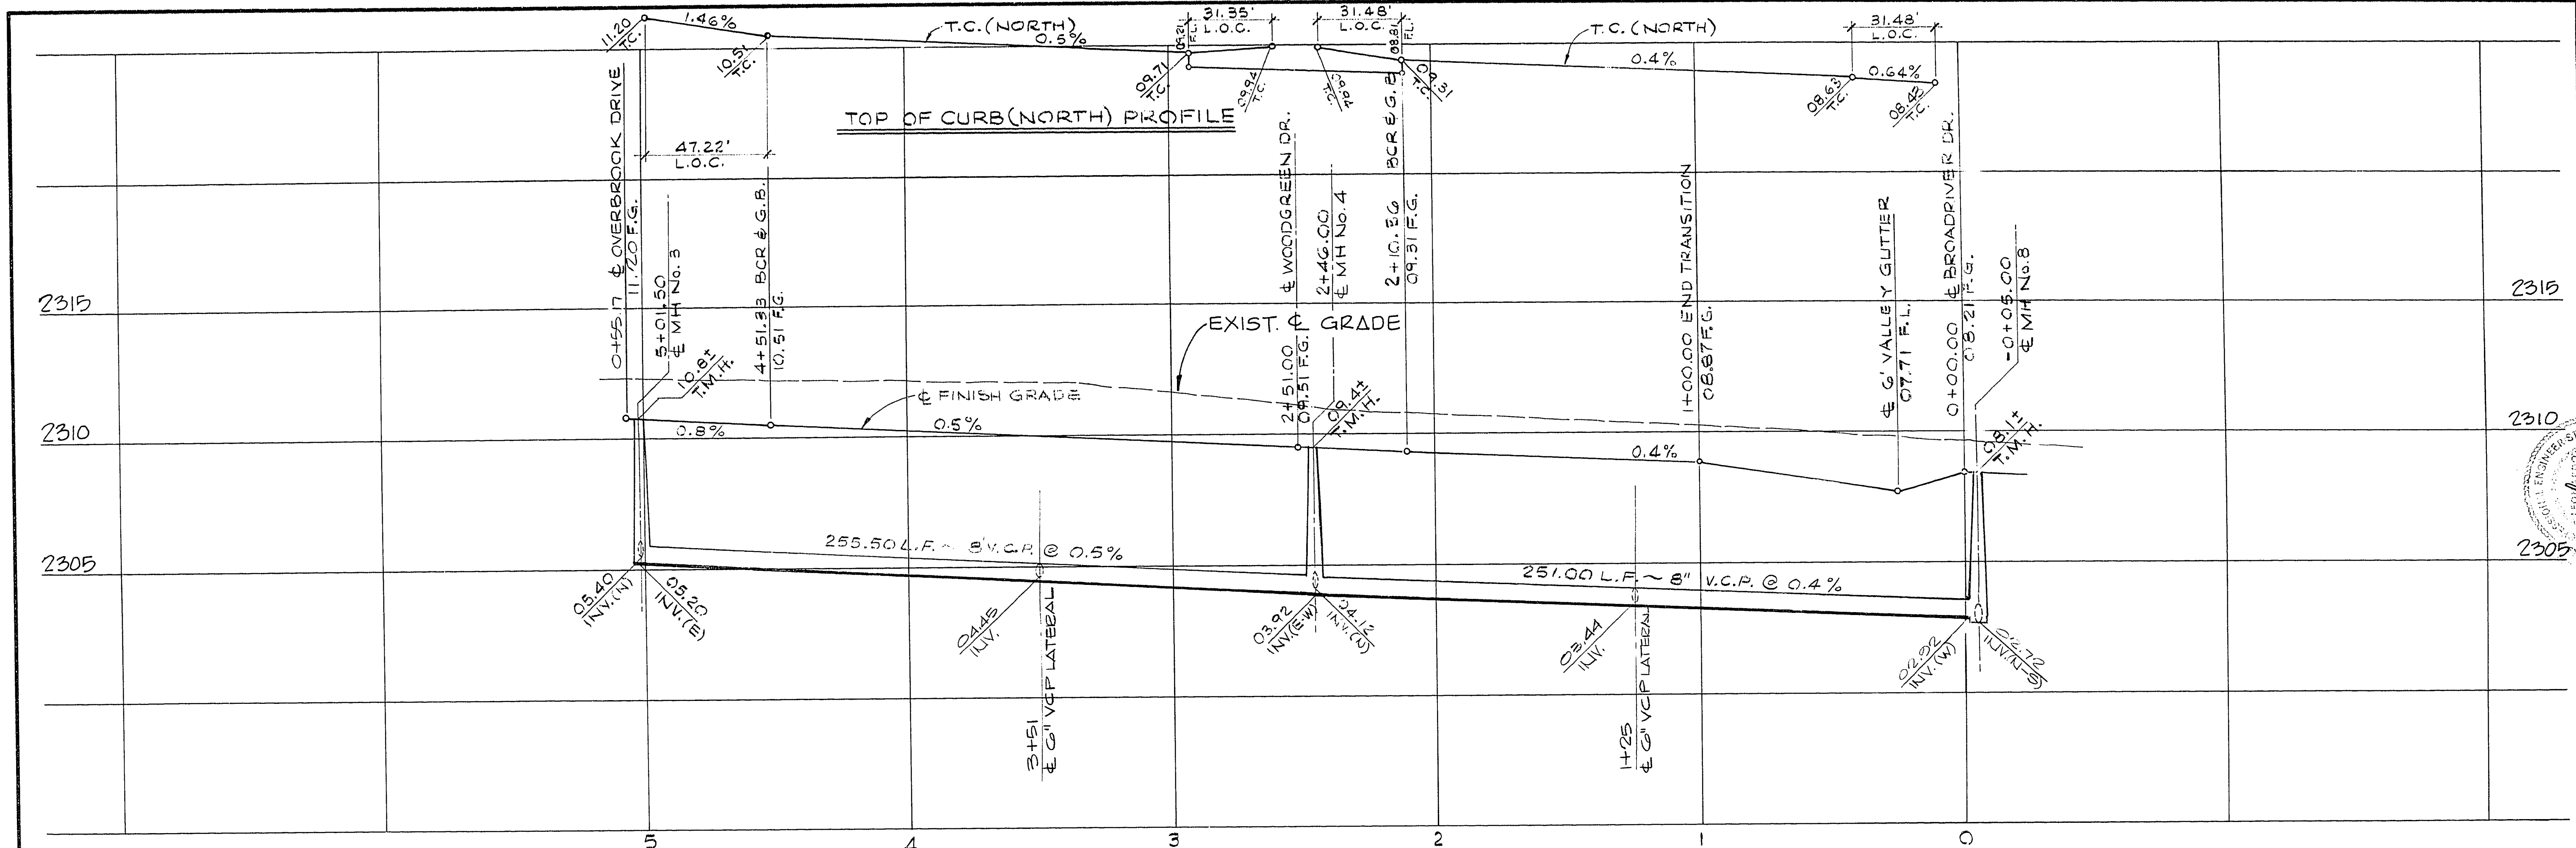 11.20
T.C.
1.46%
10.51
T.C.
T.C. (NORTH)
0.5%
09.71
T.C.
09.21
F.L.
31.35'
L.O.C.
09.94
T.C.
31.48'
L.O.C.
09.94
T.C.
08.81
F.L.
09.31
T.C.
T.C. (NORTH)
0.4%
31.48'
L.O.C.
08.63
T.C.
0.64%
08.43
T.C.
TOP OF CURB (NORTH) PROFILE
47.22'
L.O.C.
0+55.17 ℄ OVERBROOK DRIVE
11.20 F.G.
5+01.50
℄ MH No. 3
10.8±
T.M.H.
4+51.33 BCR & G.B.
10.51 F.G.
2+51.00 ℄ WOODGREEN DR.
09.51 F.G.
2+46.00
℄ MH No. 4
09.4±
T.M.H.
2+10.86 BCR & G.B.
09.31 F.G.
1+00.00 END TRANSITION
08.87 F.G.
℄ 6' VALLEY GUTTER
07.71 F.L.
0+00.00 ℄ BROADRIVER DR.
08.21 F.G.
-0+05.00
℄ MH No. 8
08.1±
T.M.H.
2315
2315
EXIST. ℄ GRADE
℄ FINISH GRADE
2310
0.8%
0.5%
0.4%
2310
2305
255.50 L.F. ~ 8" V.C.P. @ 0.5%
251.00 L.F. ~ 8" V.C.P. @ 0.4%
2305
05.40
INV. (N)
05.20
INV. (E)
04.45
INV.
03.92
INV. (E-W)
04.12
INV. (N)
03.44
INV.
02.92
INV. (W)
02.72
INV. (N-S)
3+51
℄ 6" VCP LATERAL
1+25
℄ 6" VCP LATERAL
5
4
3
2
1
0